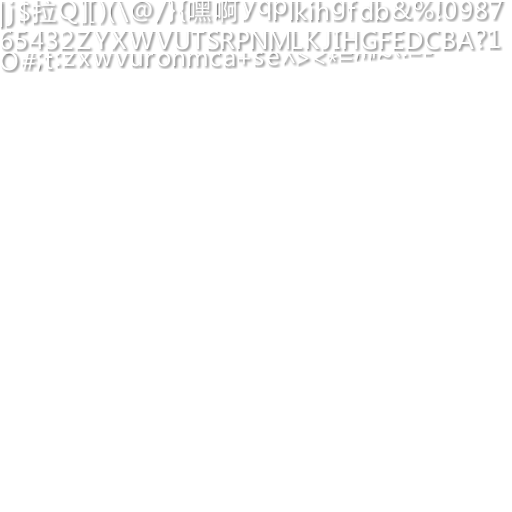 |j$拉Q][)(\@/}{嘿啊yqplkihgfdb&%!0987
65432ZYXWVUTSRPNMLKJIHGFEDCBA?1
O#;t:zxwvuronmca+se^><*="'~`-_